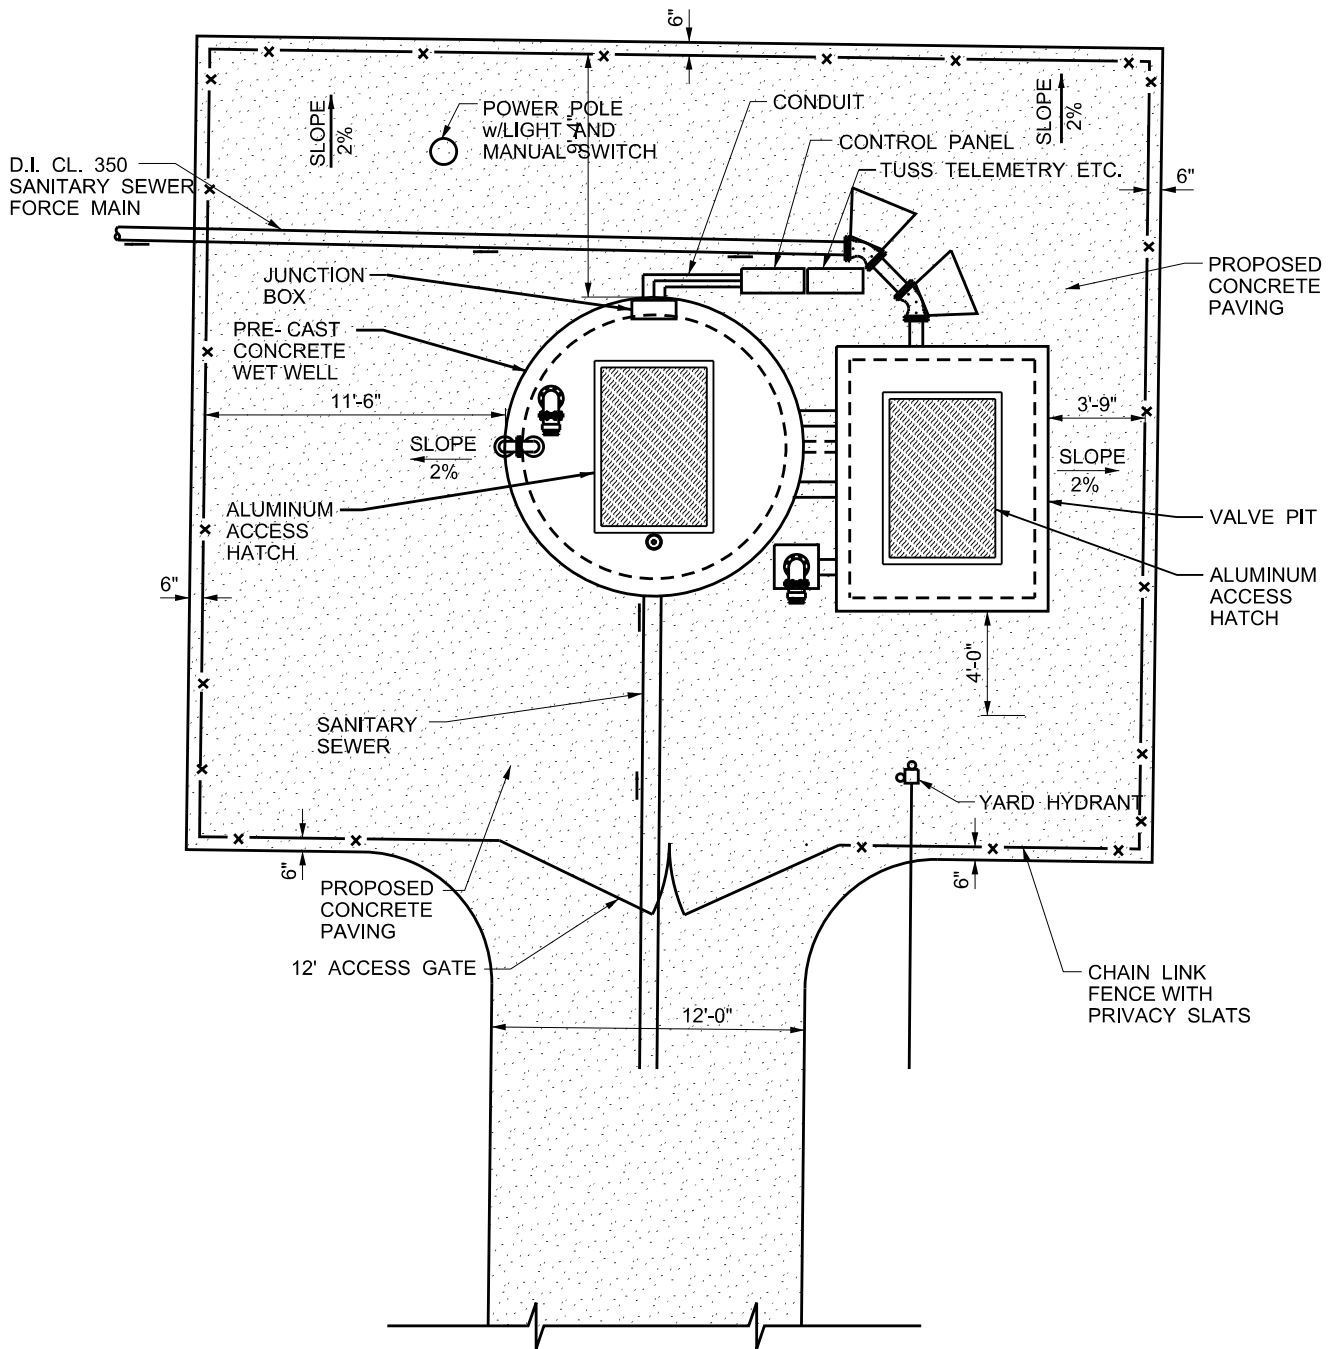 6"
SLOPE
2%
POWER POLE
w/LIGHT AND
MANUAL SWITCH
9'-4"
CONDUIT
CONTROL PANEL
TUSS TELEMETRY ETC.
SLOPE
2%
6"
D.I. CL. 350
SANITARY SEWER
FORCE MAIN
JUNCTION
BOX
PRE-CAST
CONCRETE
WET WELL
PROPOSED
CONCRETE
PAVING
11'-6"
3'-9"
SLOPE
2%
SLOPE
2%
ALUMINUM
ACCESS
HATCH
VALVE PIT
ALUMINUM
ACCESS
HATCH
6"
4'-0"
SANITARY
SEWER
YARD HYDRANT
6"
6"
PROPOSED
CONCRETE
PAVING
12' ACCESS GATE
CHAIN LINK
FENCE WITH
PRIVACY SLATS
12'-0"